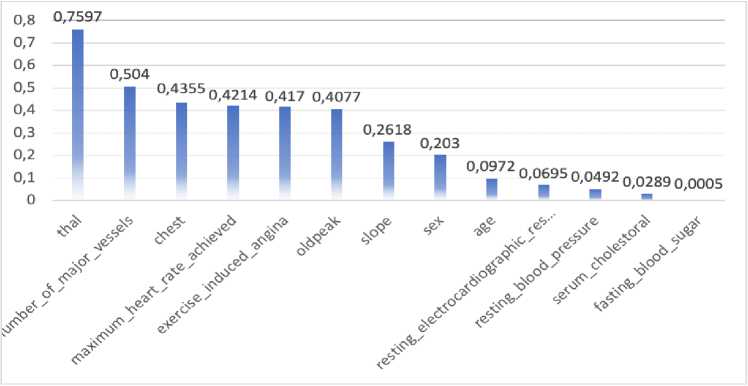 0,8
0,7
0,6
0,5
0,4
0,3
0,2
0,1
0
0,7597
0,504
0,4355
0,4214
0,417
0,4077
0,2618
0,203
0,0972
0,0695
0,0492
0,0289
0,0005
thal
number_of_major_vessels
chest
maximum_heart_rate_achieved
exercise_induced_angina
oldpeak
slope
sex
age
resting_electrocardiographic_res...
resting_blood_pressure
serum_cholestoral
fasting_blood_sugar